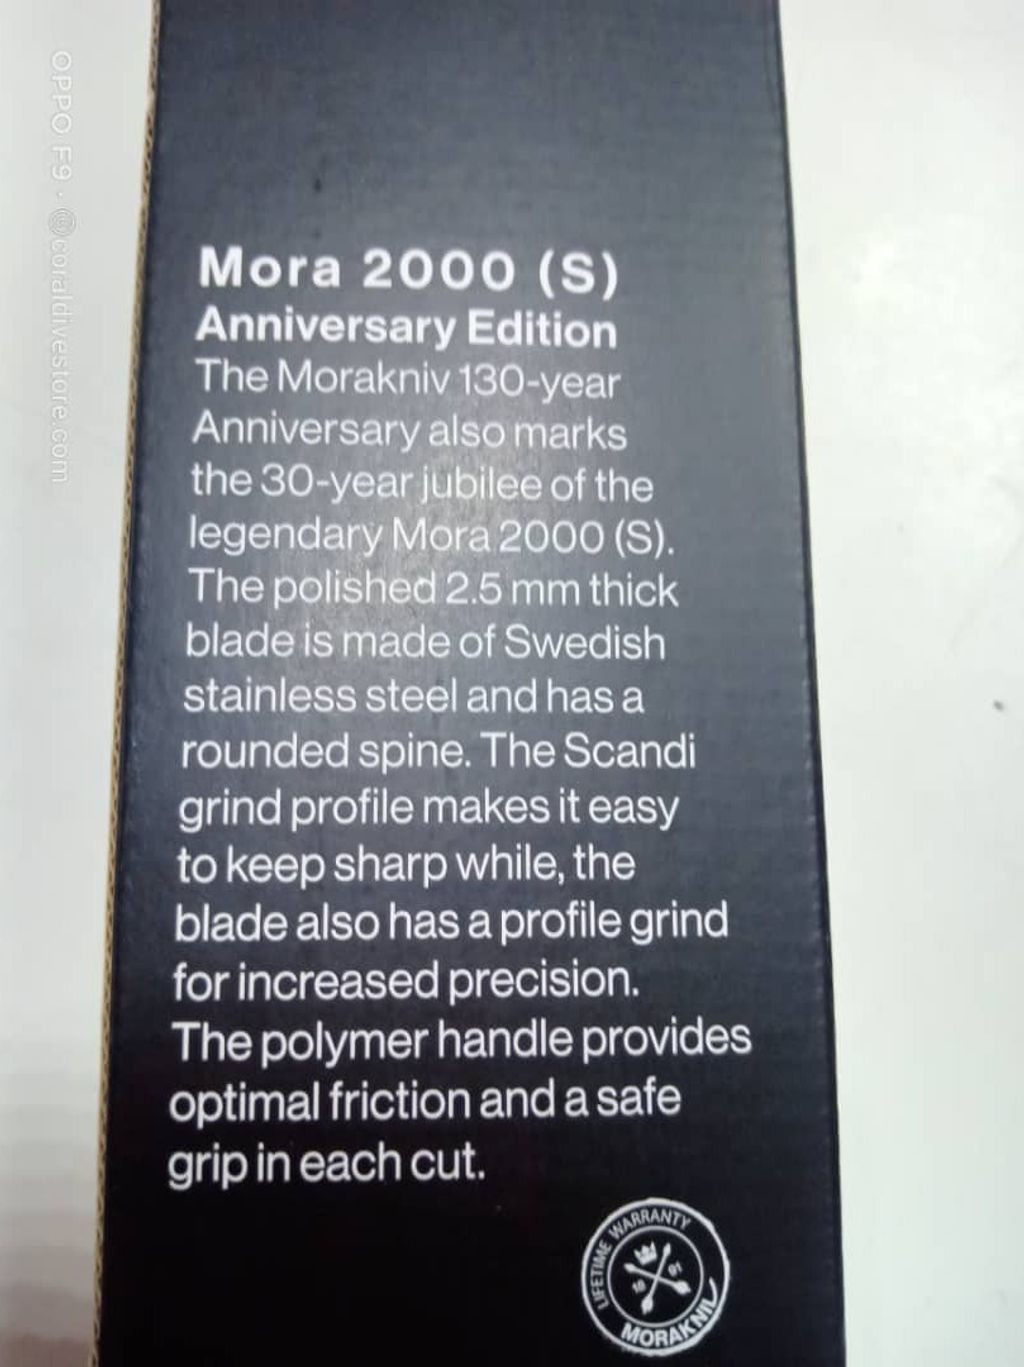 Mora 2000 (S)
Anniversary Edition
The Morakniv 130-year
Anniversary also marks
the 30-year jubilee of the
legendary Mora 2000 (S).
The polished 2.5 mm thick
blade is made of Swedish
stainless steel and has a
rounded spine. The Scandi
grind profile makes it easy
to keep sharp while, the
blade also has a profile grind
for increased precision.
The polymer handle provides
optimal friction and a safe
grip in each cut.
LIFETIME WARRANTY
19 91
MORAKNIV
OPPO F9 · @coraldivestore.com